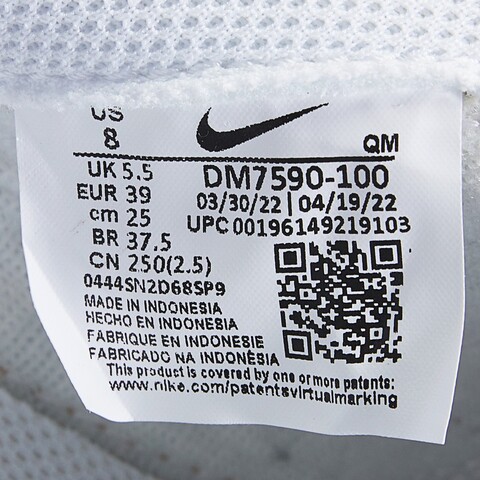 US
8
QM
UK 5.5
EUR 39
cm 25
BR 37.5
CN 250(2.5)
DM7590-100
03/30/22 | 04/19/22
UPC 00196149219103
0444SN2D68SP9
MADE IN INDONESIA
HECHO EN INDONESIA
FABRIQUE EN INDONESIE
FABRICADO NA INDONÈSIA
This product is covered by one or more patents:
www.nike.com/patentsvirtualmarking